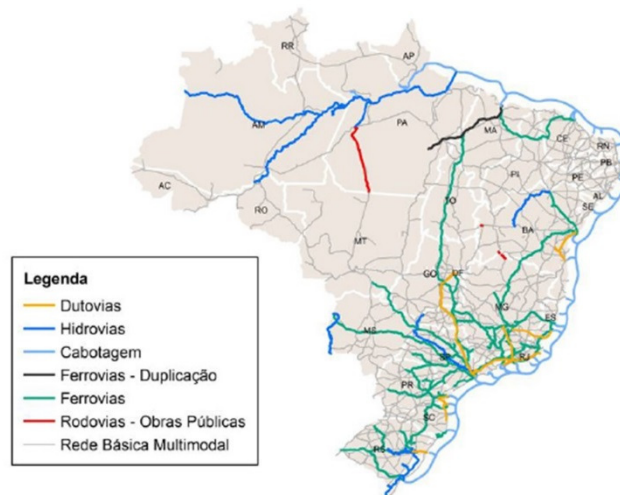 RR
AP
AM
PA
MA
CE
RN
PB
PE
AL
SE
PI
AC
RO
TO
BA
MT
GO
DF
MG
ES
MS
SP
RJ
PR
SC
RS
Legenda
Dutovias
Hidrovias
Cabotagem
Ferrovias - Duplicação
Ferrovias
Rodovias - Obras Públicas
Rede Básica Multimodal